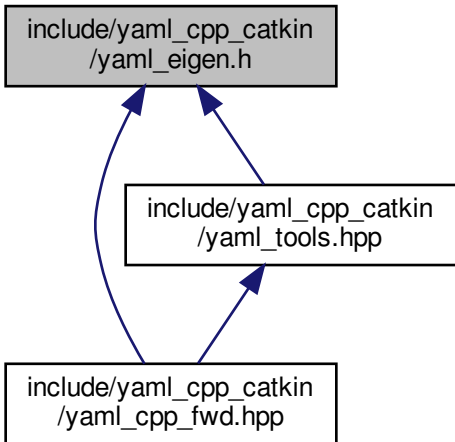 include/yaml_cpp_catkin
/yaml_eigen.h
include/yaml_cpp_catkin
/yaml_tools.hpp
include/yaml_cpp_catkin
/yaml_cpp_fwd.hpp